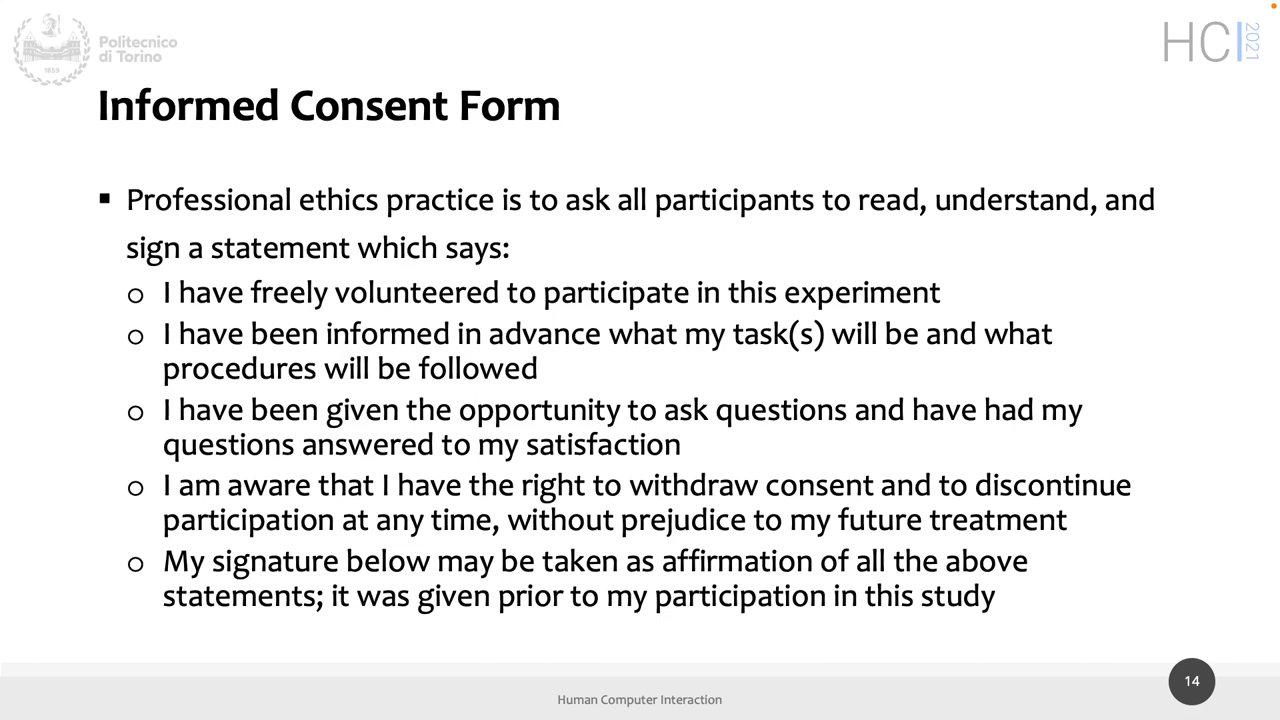 Politecnico
di Torino
1859
HCI 2021
Informed Consent Form
▪ Professional ethics practice is to ask all participants to read, understand, and
sign a statement which says:
o I have freely volunteered to participate in this experiment
o I have been informed in advance what my task(s) will be and what
procedures will be followed
o I have been given the opportunity to ask questions and have had my
questions answered to my satisfaction
o I am aware that I have the right to withdraw consent and to discontinue
participation at any time, without prejudice to my future treatment
o My signature below may be taken as affirmation of all the above
statements; it was given prior to my participation in this study
14
Human Computer Interaction